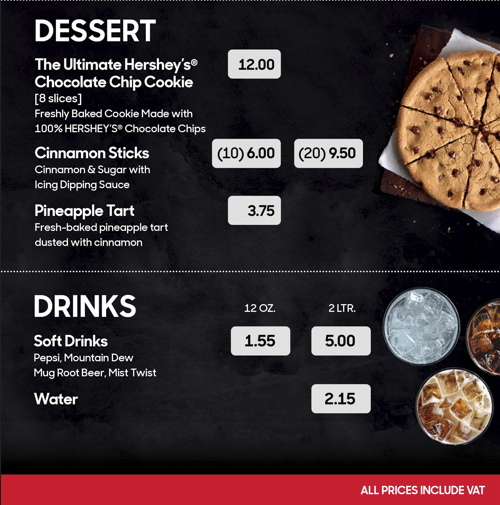 DESSERT
The Ultimate Hershey's® 12.00
Chocolate Chip Cookie
[8 slices]
Freshly Baked Cookie Made with
100% HERSHEY'S® Chocolate Chips
Cinnamon Sticks (10) 6.00 (20) 9.50
Cinnamon & Sugar with
Icing Dipping Sauce
Pineapple Tart 3.75
Fresh-baked pineapple tart
dusted with cinnamon
DRINKS 12 OZ. 2 LTR.
Soft Drinks 1.55 5.00
Pepsi, Mountain Dew
Mug Root Beer, Mist Twist
Water 2.15
ALL PRICES INCLUDE VAT